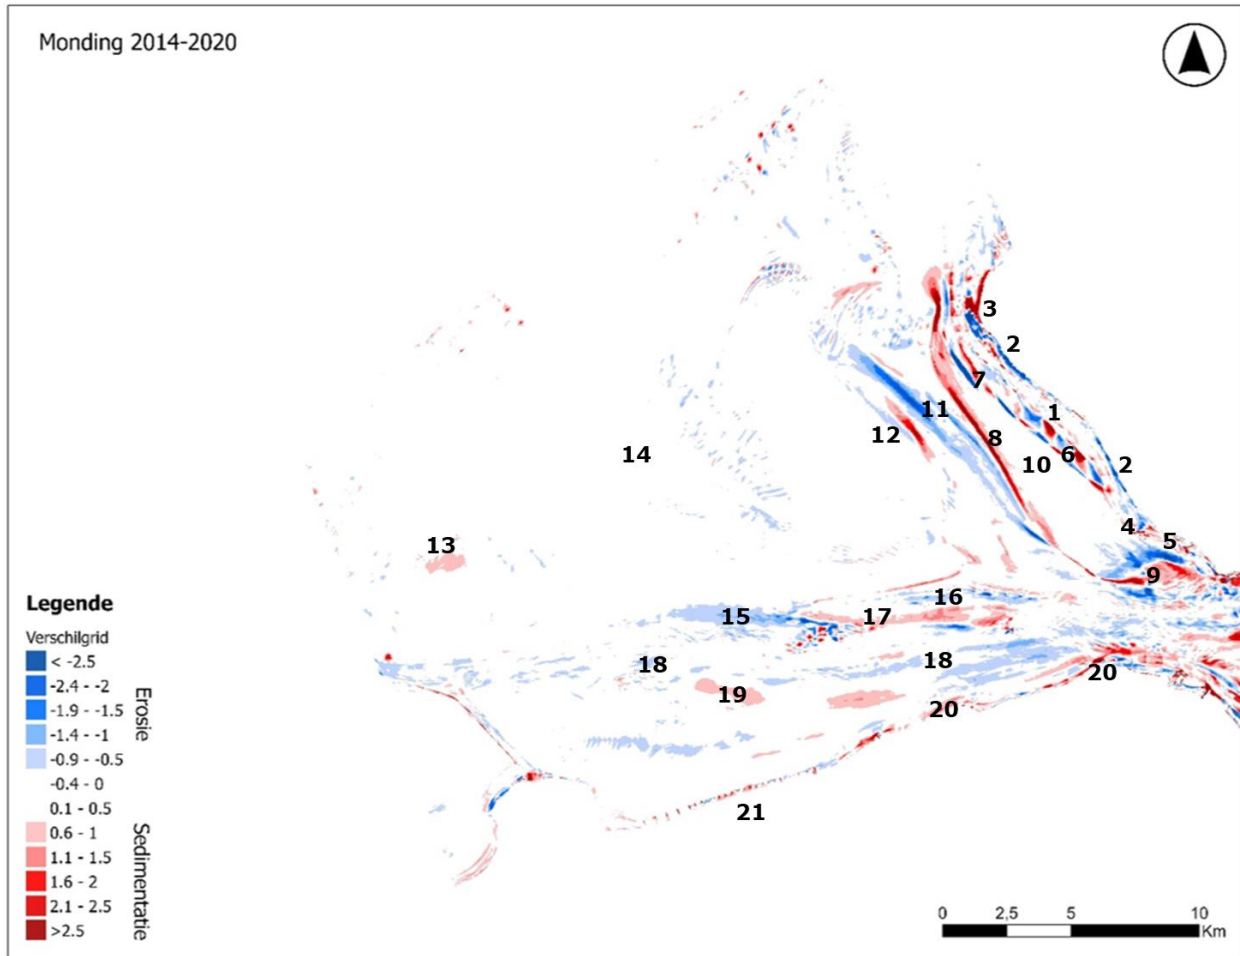 Monding 2014-2020
3
2
7
1
11
12
8
14
10
6
2
4
5
13
9
16
15
17
18
18
20
19
20
21
Legende
Verschilgrid
< -2.5
-2.4 - -2
-1.9 - -1.5
-1.4 - -1
-0.9 - -0.5
-0.4 - 0
0.1 - 0.5
0.6 - 1
1.1 - 1.5
1.6 - 2
2.1 - 2.5
>2.5
Erosie
Sedimentatie
0 2,5 5 10
Km